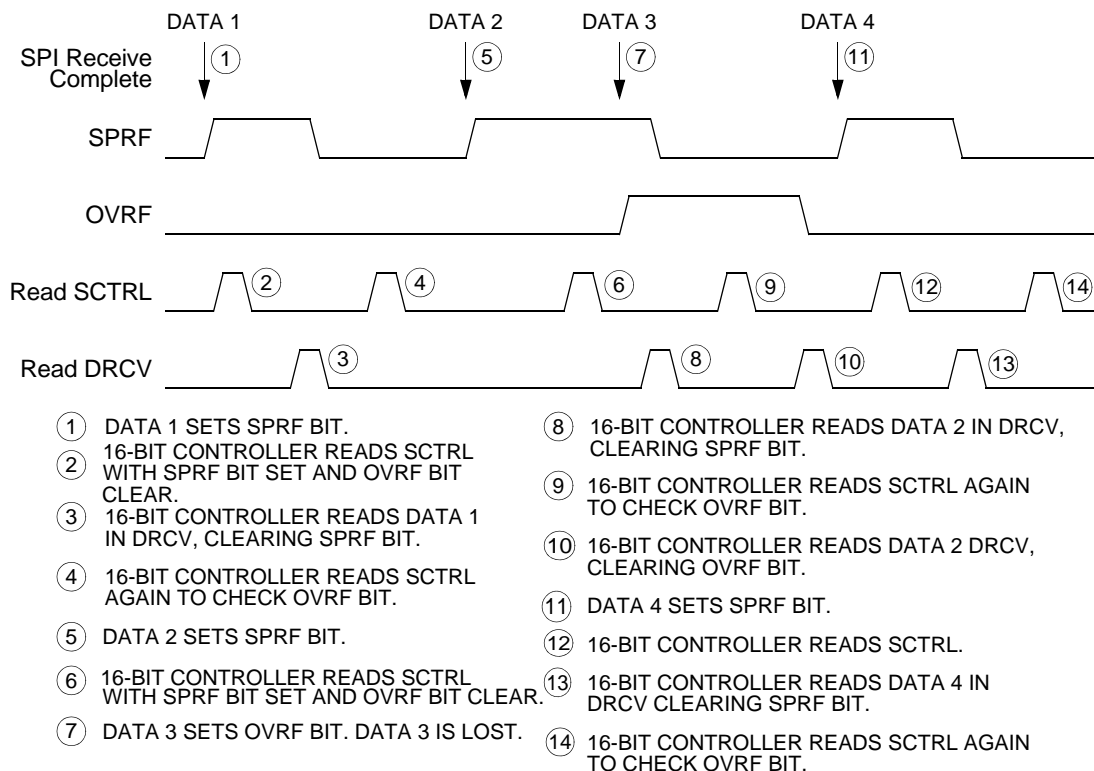 DATA 1 DATA 2 DATA 3 DATA 4
SPI Receive
Complete
1 5 7 11
SPRF
OVRF
Read SCTRL 2 4 6 9 12 14
Read DRCV 3 8 10 13
1 DATA 1 SETS SPRF BIT.
2 16-BIT CONTROLLER READS SCTRL
WITH SPRF BIT SET AND OVRF BIT
CLEAR.
3 16-BIT CONTROLLER READS DATA 1
IN DRCV, CLEARING SPRF BIT.
4 16-BIT CONTROLLER READS SCTRL
AGAIN TO CHECK OVRF BIT.
5 DATA 2 SETS SPRF BIT.
6 16-BIT CONTROLLER READS SCTRL
WITH SPRF BIT SET AND OVRF BIT CLEAR.
7 DATA 3 SETS OVRF BIT. DATA 3 IS LOST.
8 16-BIT CONTROLLER READS DATA 2 IN DRCV,
CLEARING SPRF BIT.
9 16-BIT CONTROLLER READS SCTRL AGAIN
TO CHECK OVRF BIT.
10 16-BIT CONTROLLER READS DATA 2 DRCV,
CLEARING OVRF BIT.
11 DATA 4 SETS SPRF BIT.
12 16-BIT CONTROLLER READS SCTRL.
13 16-BIT CONTROLLER READS DATA 4 IN
DRCV CLEARING SPRF BIT.
14 16-BIT CONTROLLER READS SCTRL AGAIN
TO CHECK OVRF BIT.